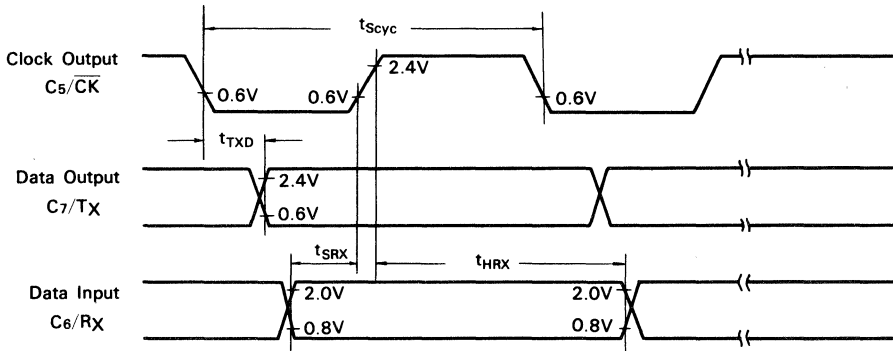 tScyc
Clock Output
C5/CK
0.6V
0.6V
2.4V
0.6V
tTXD
Data Output
C7/TX
2.4V
0.6V
tSRX
tHRX
Data Input
C6/RX
2.0V
0.8V
2.0V
0.8V